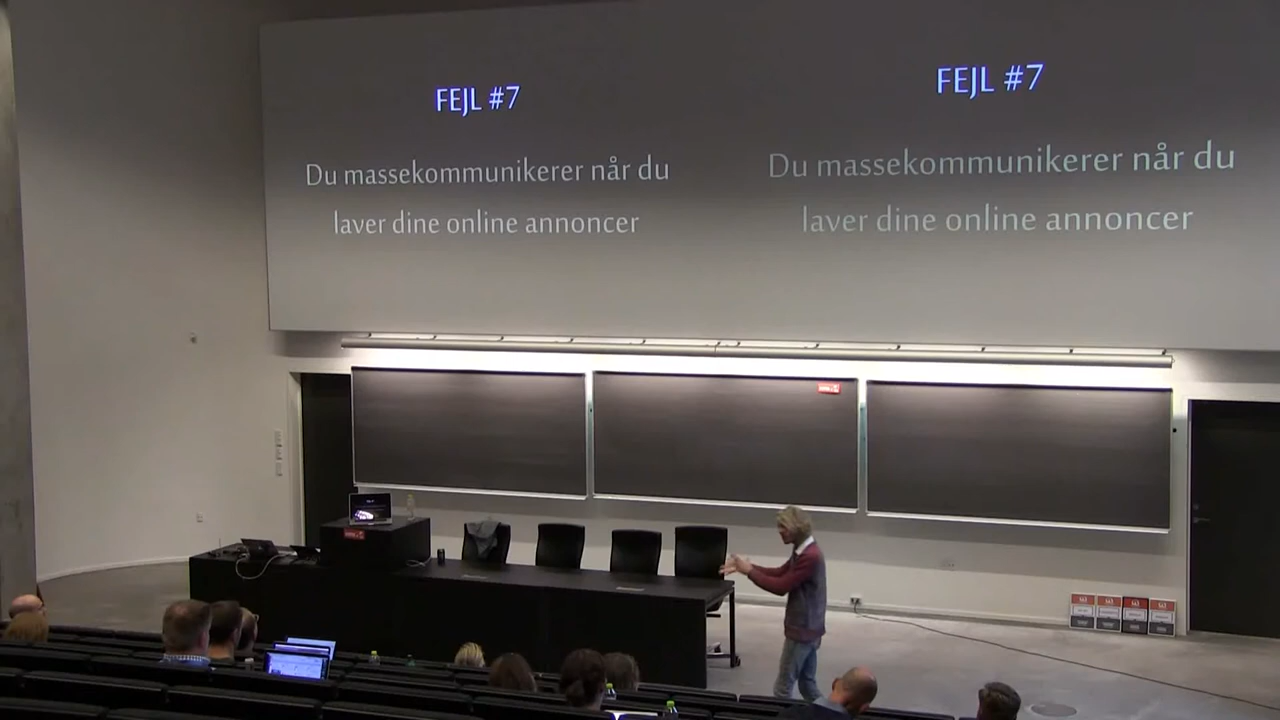 FEJL #7
Du massekommunikerer når du
laver dine online annoncer
FEJL #7
Du massekommunikerer når du
laver dine online annoncer